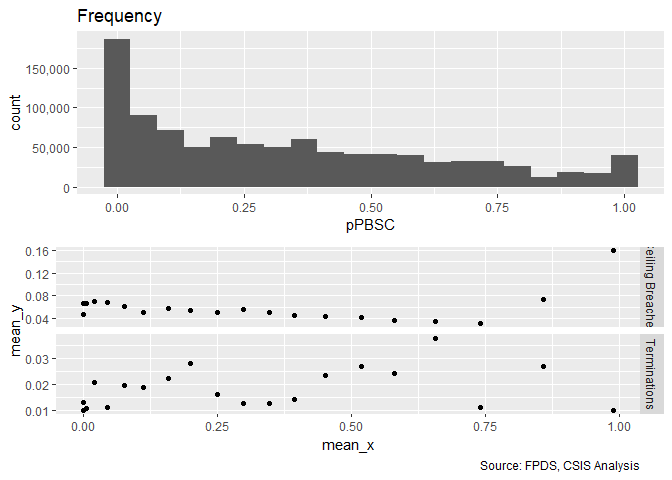 Frequency
150,000
100,000
50,000
0
count
0.00 0.25 0.50 0.75 1.00
pPBSC
0.16
0.12
0.08
0.04
0.03
0.02
0.01
mean_y
Terminations
0.00 0.25 0.50 0.75 1.00
mean_x
Source: FPDS, CSIS Analysis